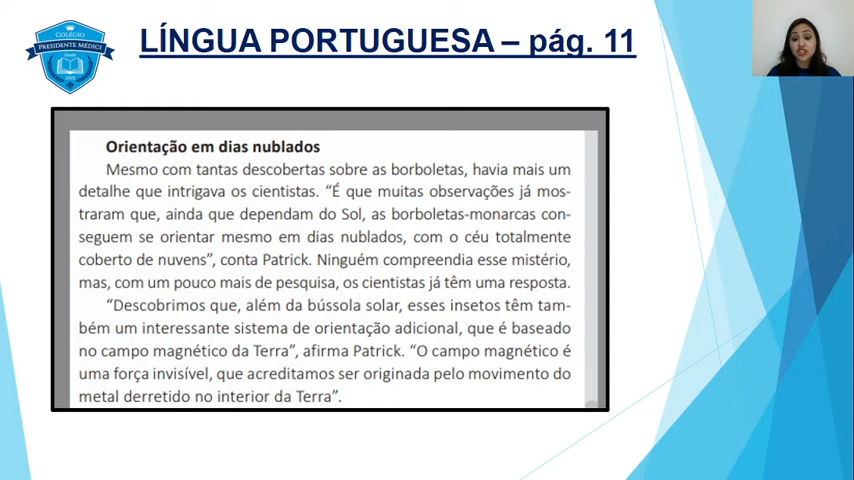 COLÉGIO
PRESIDENTE MÉDICI
LÍNGUA PORTUGUESA – pág. 11
Orientação em dias nublados
Mesmo com tantas descobertas sobre as borboletas, havia mais um
detalhe que intrigava os cientistas. “É que muitas observações já mos-
traram que, ainda que dependam do Sol, as borboletas-monarcas con-
seguem se orientar mesmo em dias nublados, com o céu totalmente
coberto de nuvens”, conta Patrick. Ninguém compreendia esse mistério,
mas, com um pouco mais de pesquisa, os cientistas já têm uma resposta.
“Descobrimos que, além da bússola solar, esses insetos têm tam-
bém um interessante sistema de orientação adicional, que é baseado
no campo magnético da Terra”, afirma Patrick. “O campo magnético é
uma força invisível, que acreditamos ser originada pelo movimento do
metal derretido no interior da Terra”.